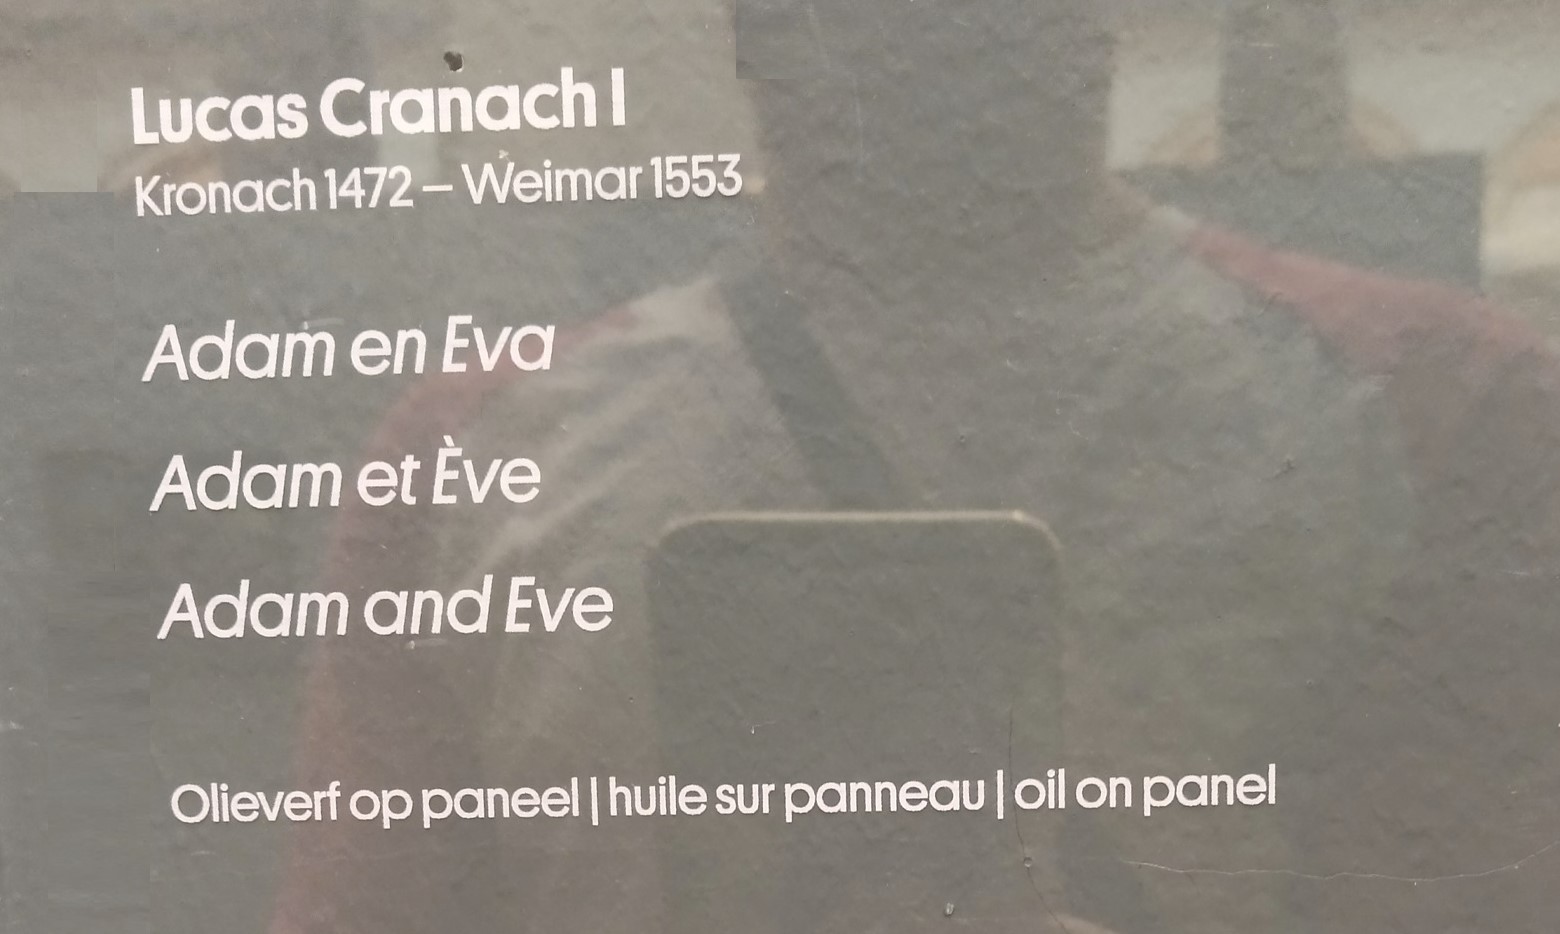 Lucas Cranach I
Kronach 1472 – Weimar 1553
Adam en Eva
Adam et Ève
Adam and Eve
Olieverf op paneel | huile sur panneau | oil on panel